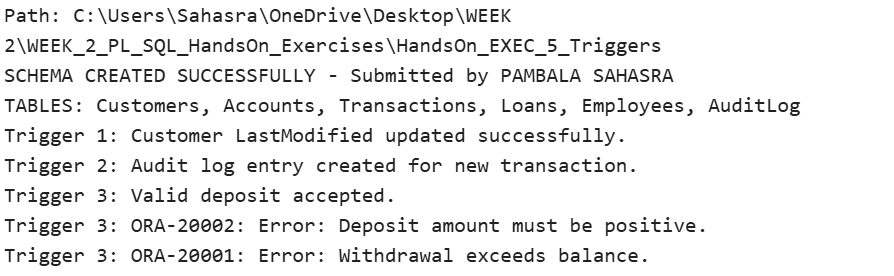 Path: C:\Users\Sahasra\OneDrive\Desktop\WEEK
2\WEEK_2_PL_SQL_HandsOn_Exercises\HandsOn_EXEC_5_Triggers
SCHEMA CREATED SUCCESSFULLY - Submitted by PAMBALA SAHASRA
TABLES: Customers, Accounts, Transactions, Loans, Employees, AuditLog
Trigger 1: Customer LastModified updated successfully.
Trigger 2: Audit log entry created for new transaction.
Trigger 3: Valid deposit accepted.
Trigger 3: ORA-20002: Error: Deposit amount must be positive.
Trigger 3: ORA-20001: Error: Withdrawal exceeds balance.